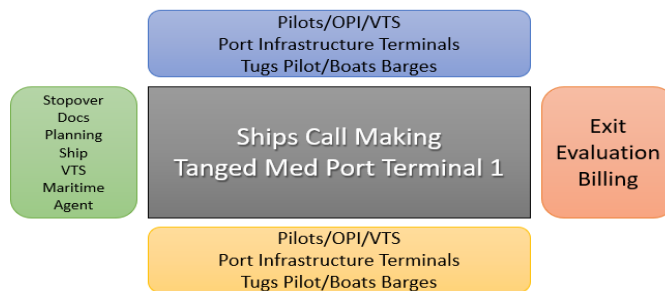 Pilots/OPI/VTS
Port Infrastructure Terminals
Tugs Pilot/Boats Barges
Stopover
Docs
Planning
Ship
VTS
Maritime
Agent
Ships Call Making
Tanged Med Port Terminal 1
Exit
Evaluation
Billing
Pilots/OPI/VTS
Port Infrastructure Terminals
Tugs Pilot/Boats Barges